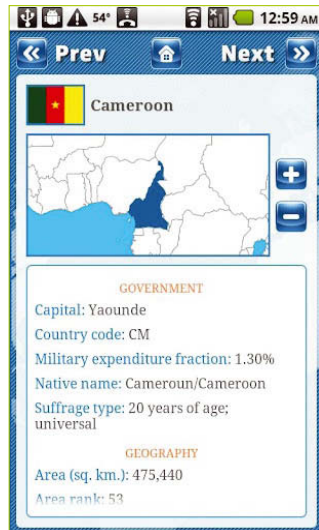 54° 12:59 AM
Prev Next
Cameroon
GOVERNMENT
Capital: Yaounde
Country code: CM
Military expenditure fraction: 1.30%
Native name: Cameroun/Cameroon
Suffrage type: 20 years of age;
universal
GEOGRAPHY
Area (sq. km.): 475,440
Area rank: 53